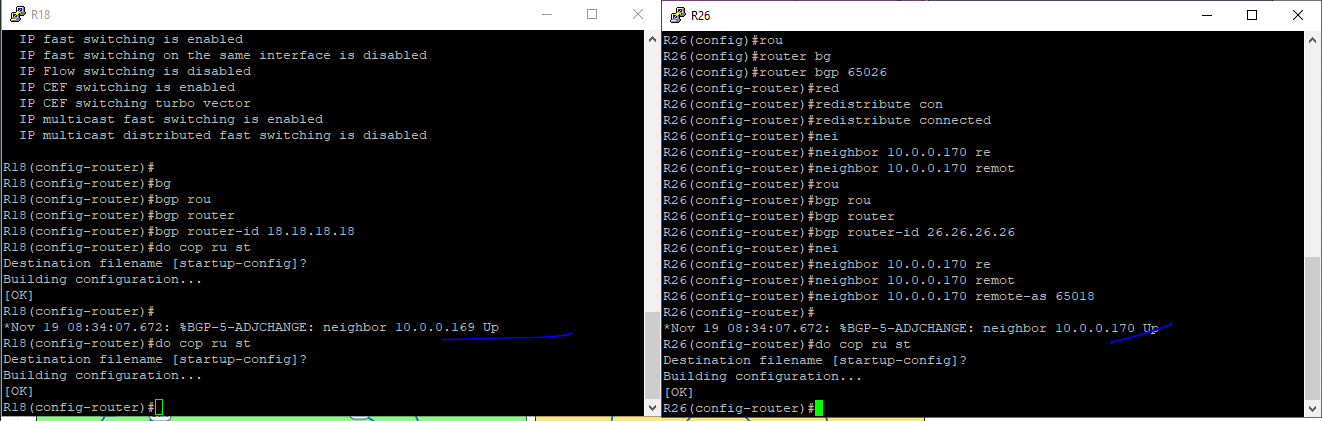 R18
IP fast switching is enabled
IP fast switching on the same interface is disabled
IP Flow switching is disabled
IP CEF switching is enabled
IP CEF switching turbo vector
IP multicast fast switching is enabled
IP multicast distributed fast switching is disabled
R18(config-router)#
R18(config-router)#bg
R18(config-router)#bgp rou
R18(config-router)#bgp router
R18(config-router)#bgp router-id 18.18.18.18
R18(config-router)#do cop ru st
Destination filename [startup-config]?
Building configuration...
[OK]
R18(config-router)#
*Nov 19 08:34:07.672: %BGP-5-ADJCHANGE: neighbor 10.0.0.169 Up
R18(config-router)#do cop ru st
Destination filename [startup-config]?
Building configuration...
[OK]
R18(config-router)#
R26
R26(config)#rou
R26(config)#router bg
R26(config)#router bgp 65026
R26(config-router)#red
R26(config-router)#redistribute con
R26(config-router)#redistribute connected
R26(config-router)#nei
R26(config-router)#neighbor 10.0.0.170 re
R26(config-router)#neighbor 10.0.0.170 remot
R26(config-router)#rou
R26(config-router)#bgp rou
R26(config-router)#bgp router
R26(config-router)#bgp router-id 26.26.26.26
R26(config-router)#nei
R26(config-router)#neighbor 10.0.0.170 re
R26(config-router)#neighbor 10.0.0.170 remot
R26(config-router)#neighbor 10.0.0.170 remote-as 65018
R26(config-router)#
*Nov 19 08:34:07.672: %BGP-5-ADJCHANGE: neighbor 10.0.0.170 Up
R26(config-router)#do cop ru st
Destination filename [startup-config]?
Building configuration...
[OK]
R26(config-router)#